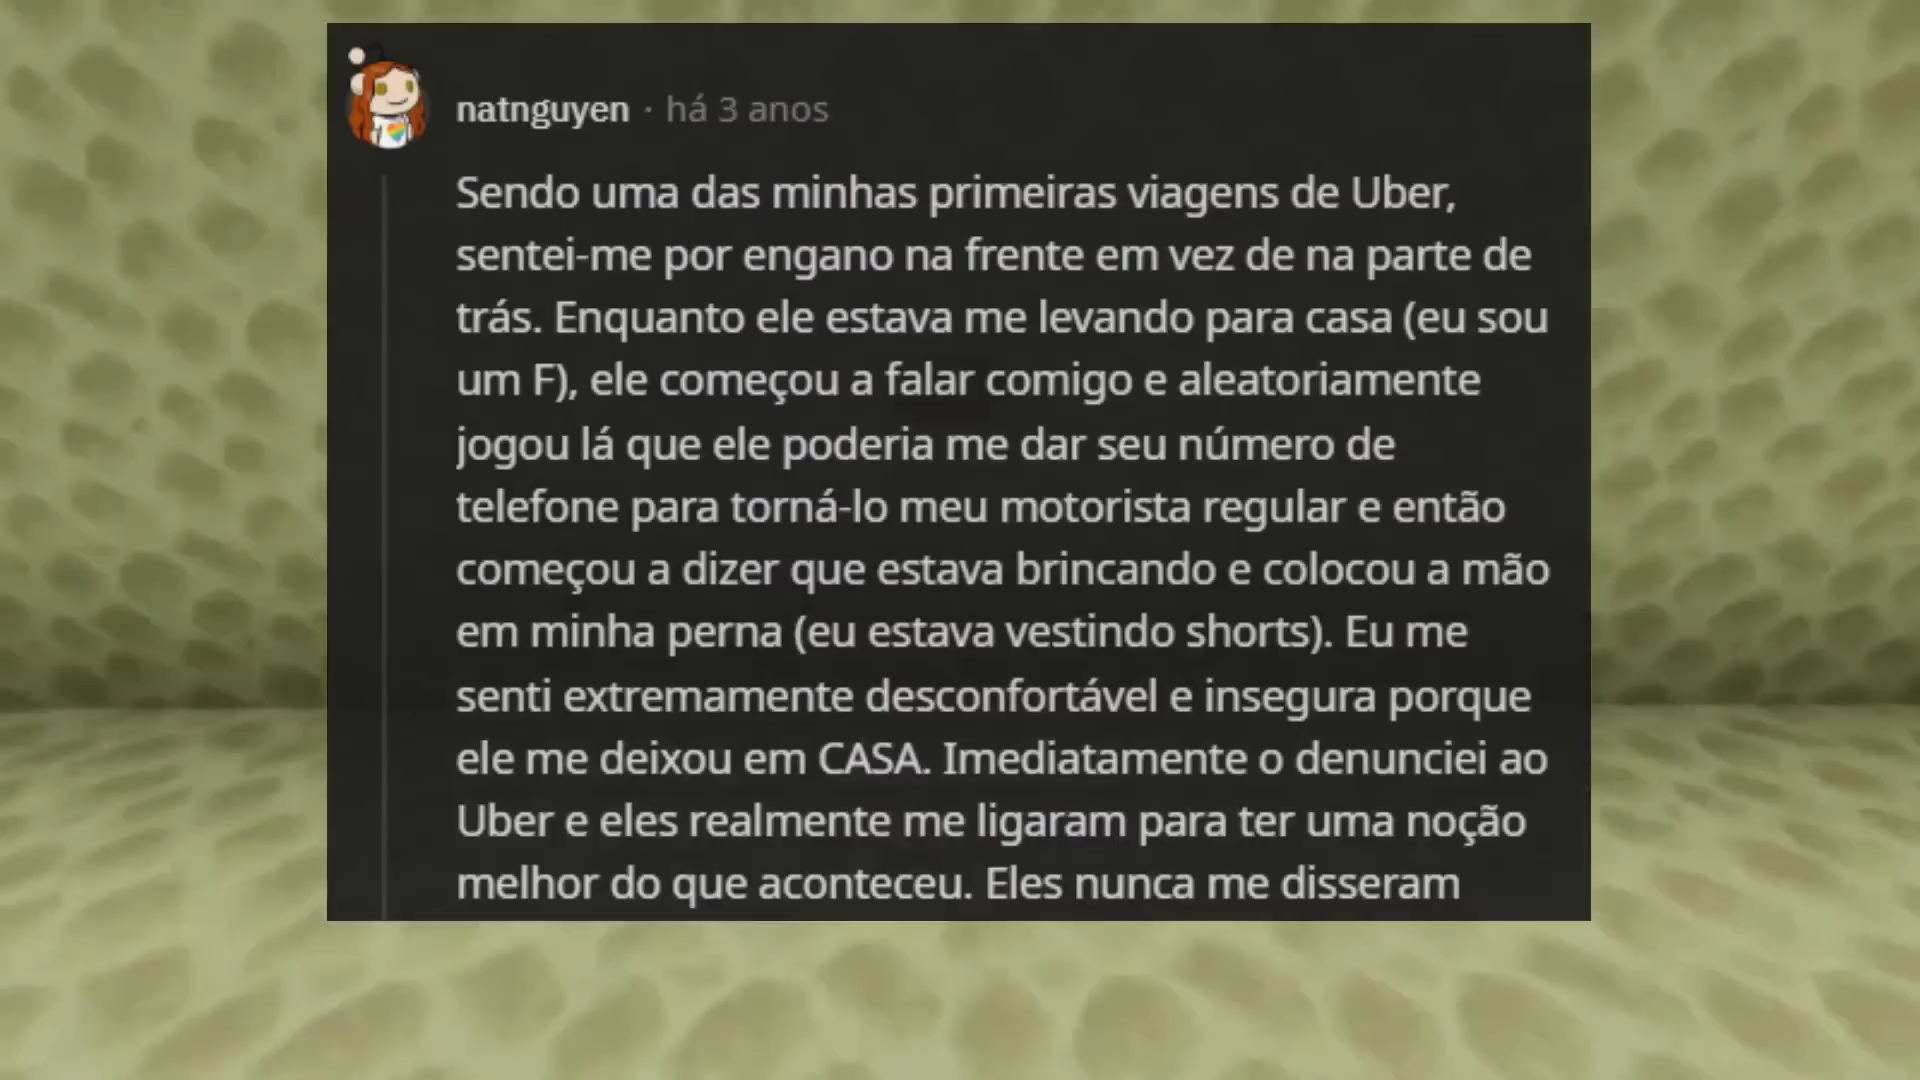 natnguyen · há 3 anos
Sendo uma das minhas primeiras viagens de Uber,
sentei-me por engano na frente em vez de na parte de
trás. Enquanto ele estava me levando para casa (eu sou
um F), ele começou a falar comigo e aleatoriamente
jogou lá que ele poderia me dar seu número de
telefone para torná-lo meu motorista regular e então
começou a dizer que estava brincando e colocou a mão
em minha perna (eu estava vestindo shorts). Eu me
senti extremamente desconfortável e insegura porque
ele me deixou em CASA. Imediatamente o denunciei ao
Uber e eles realmente me ligaram para ter uma noção
melhor do que aconteceu. Eles nunca me disseram